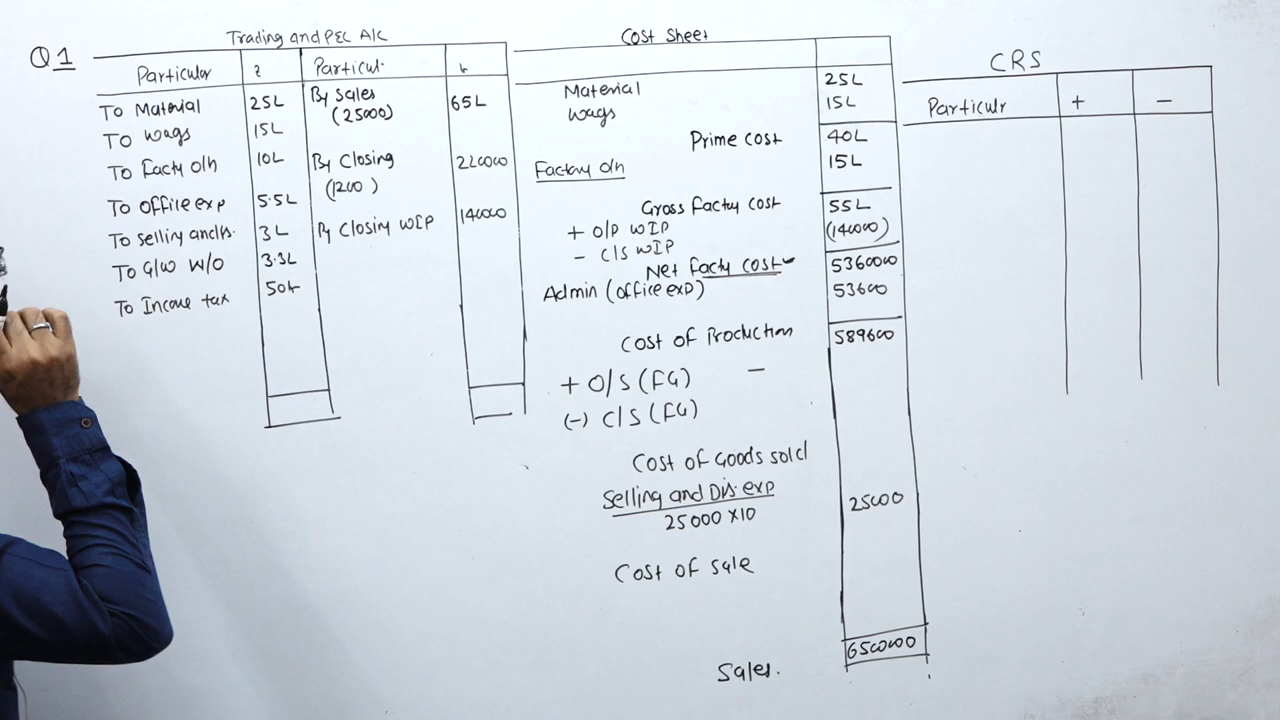 Q1
Trading and P&L A/c
Particular ₹ Particul. ₹
To Material 25L By Sales 65L
(25000)
To wags 15L
To Facty o/h 10L By Closing 220000
(1200)
To office exp 5.5L
To selling and ds. 3L By Closing WIP 140000
To G/W W/O 3.3L
To Income tax 50k
Cost Sheet
Material 25L
wags 15L
Prime cost 40L
Factory o/h 15L
Gross Facty cost 55L
+ O/P WIP (140000)
- C/S WIP
Net Facty cost 5360000
Admin (office exp) 53600
Cost of Production 589600
+ O/S (FG) -
(-) C/S (FG)
Cost of Goods sold
Selling and Dis. exp
25000 x10 25000
Cost of sale
Sales. 6500000
CRS
Particulr + -